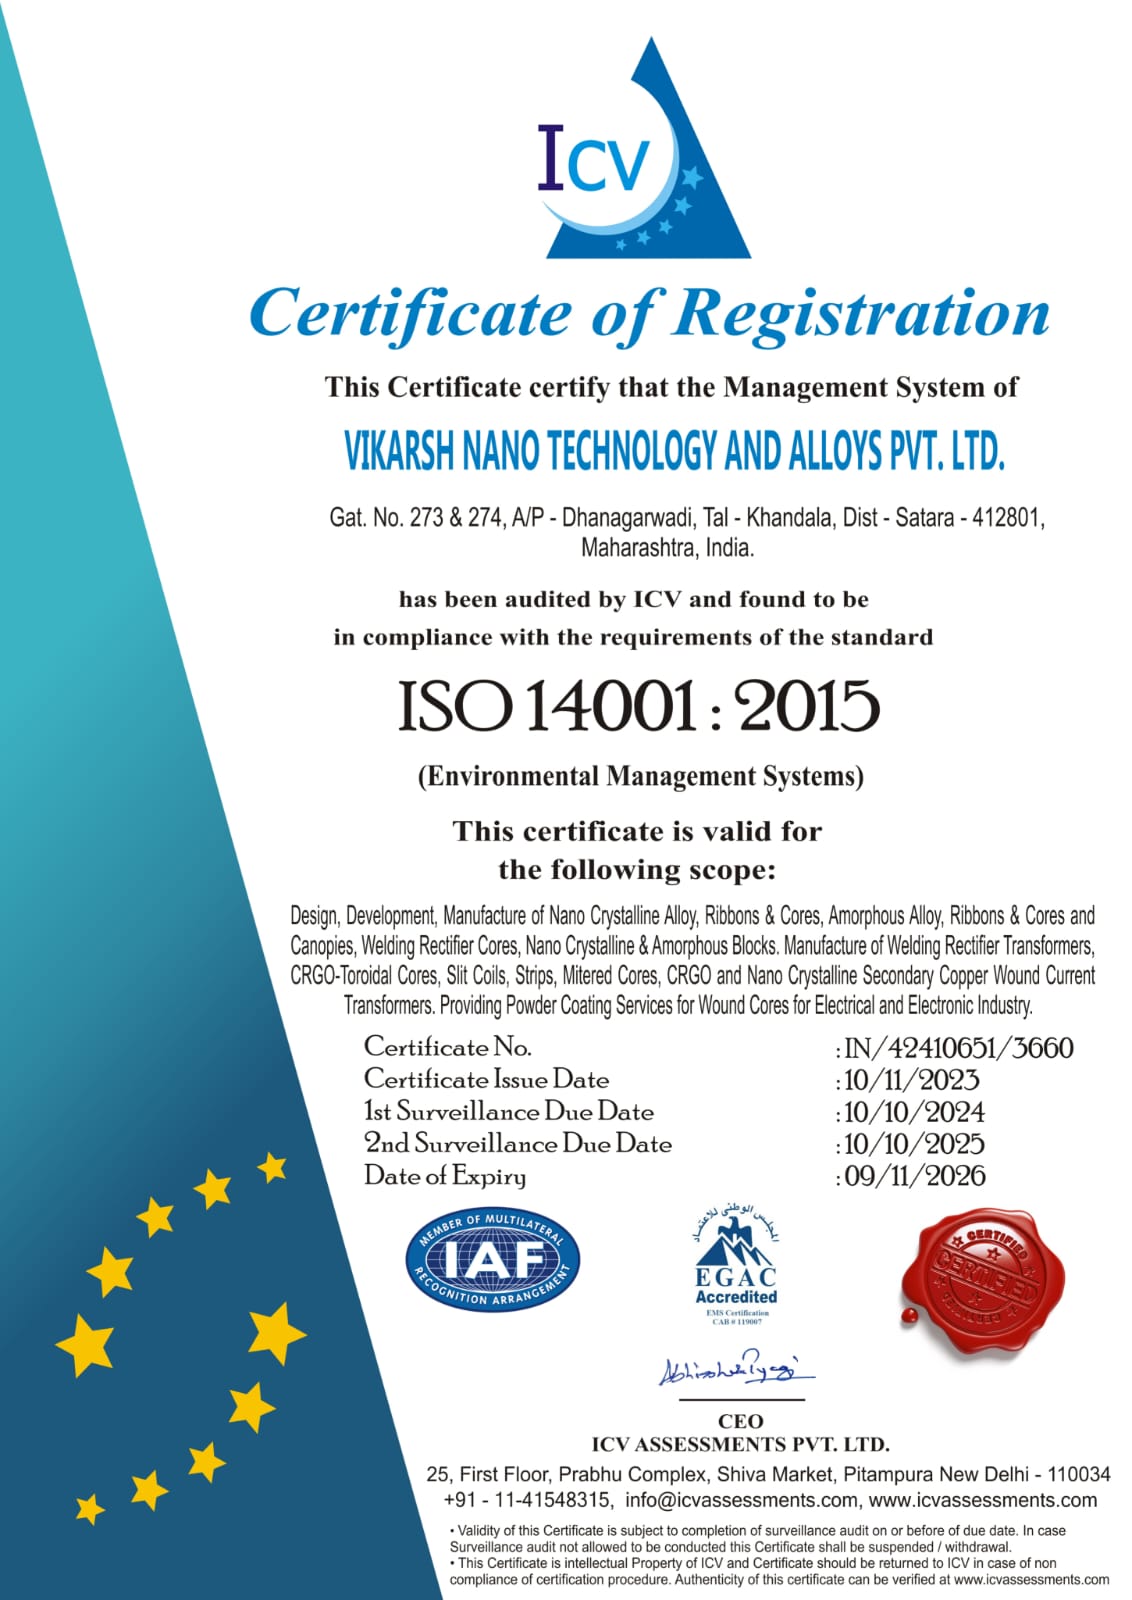 ICV
Certificate of Registration
This Certificate certify that the Management System of
VIKARSH NANO TECHNOLOGY AND ALLOYS PVT. LTD.
Gat. No. 273 & 274, A/P - Dhanagarwadi, Tal - Khandala, Dist - Satara - 412801,
Maharashtra, India.
has been audited by ICV and found to be
in compliance with the requirements of the standard
ISO 14001 : 2015
(Environmental Management Systems)
This certificate is valid for
the following scope:
Design, Development, Manufacture of Nano Crystalline Alloy, Ribbons & Cores, Amorphous Alloy, Ribbons & Cores and
Canopies, Welding Rectifier Cores, Nano Crystalline & Amorphous Blocks. Manufacture of Welding Rectifier Transformers,
CRGO-Toroidal Cores, Slit Coils, Strips, Mitered Cores, CRGO and Nano Crystalline Secondary Copper Wound Current
Transformers. Providing Powder Coating Services for Wound Cores for Electrical and Electronic Industry.
Certificate No. : IN/42410651/3660
Certificate Issue Date : 10/11/2023
1st Surveillance Due Date : 10/10/2024
2nd Surveillance Due Date : 10/10/2025
Date of Expiry : 09/11/2026
MEMBER OF MULTILATERAL
IAF
RECOGNITION ARRANGEMENT
المجلس الوطنى للاعتماد
EGAC
Accredited
EMS Certification
CAB # 119007
CERTIFIED
CERTIFIED
CERTIFIED
CEO
ICV ASSESSMENTS PVT. LTD.
25, First Floor, Prabhu Complex, Shiva Market, Pitampura New Delhi - 110034
+91 - 11-41548315, info@icvassessments.com, www.icvassessments.com
• Validity of this Certificate is subject to completion of surveillance audit on or before of due date. In case
Surveillance audit not allowed to be conducted this Certificate shall be suspended / withdrawal.
• This Certificate is intellectual Property of ICV and Certificate should be returned to ICV in case of non
compliance of certification procedure. Authenticity of this certificate can be verified at www.icvassessments.com